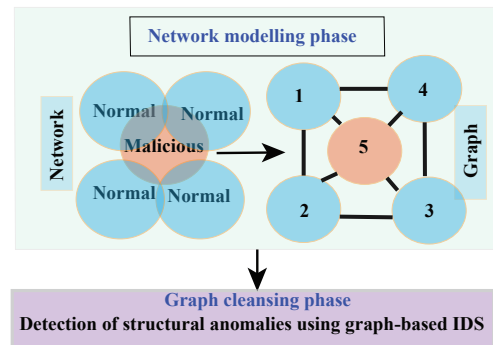 Network modelling phase
Network
Normal
Normal
Malicious
Normal
Normal
1
4
5
2
3
Graph
Graph cleansing phase
Detection of structural anomalies using graph-based IDS